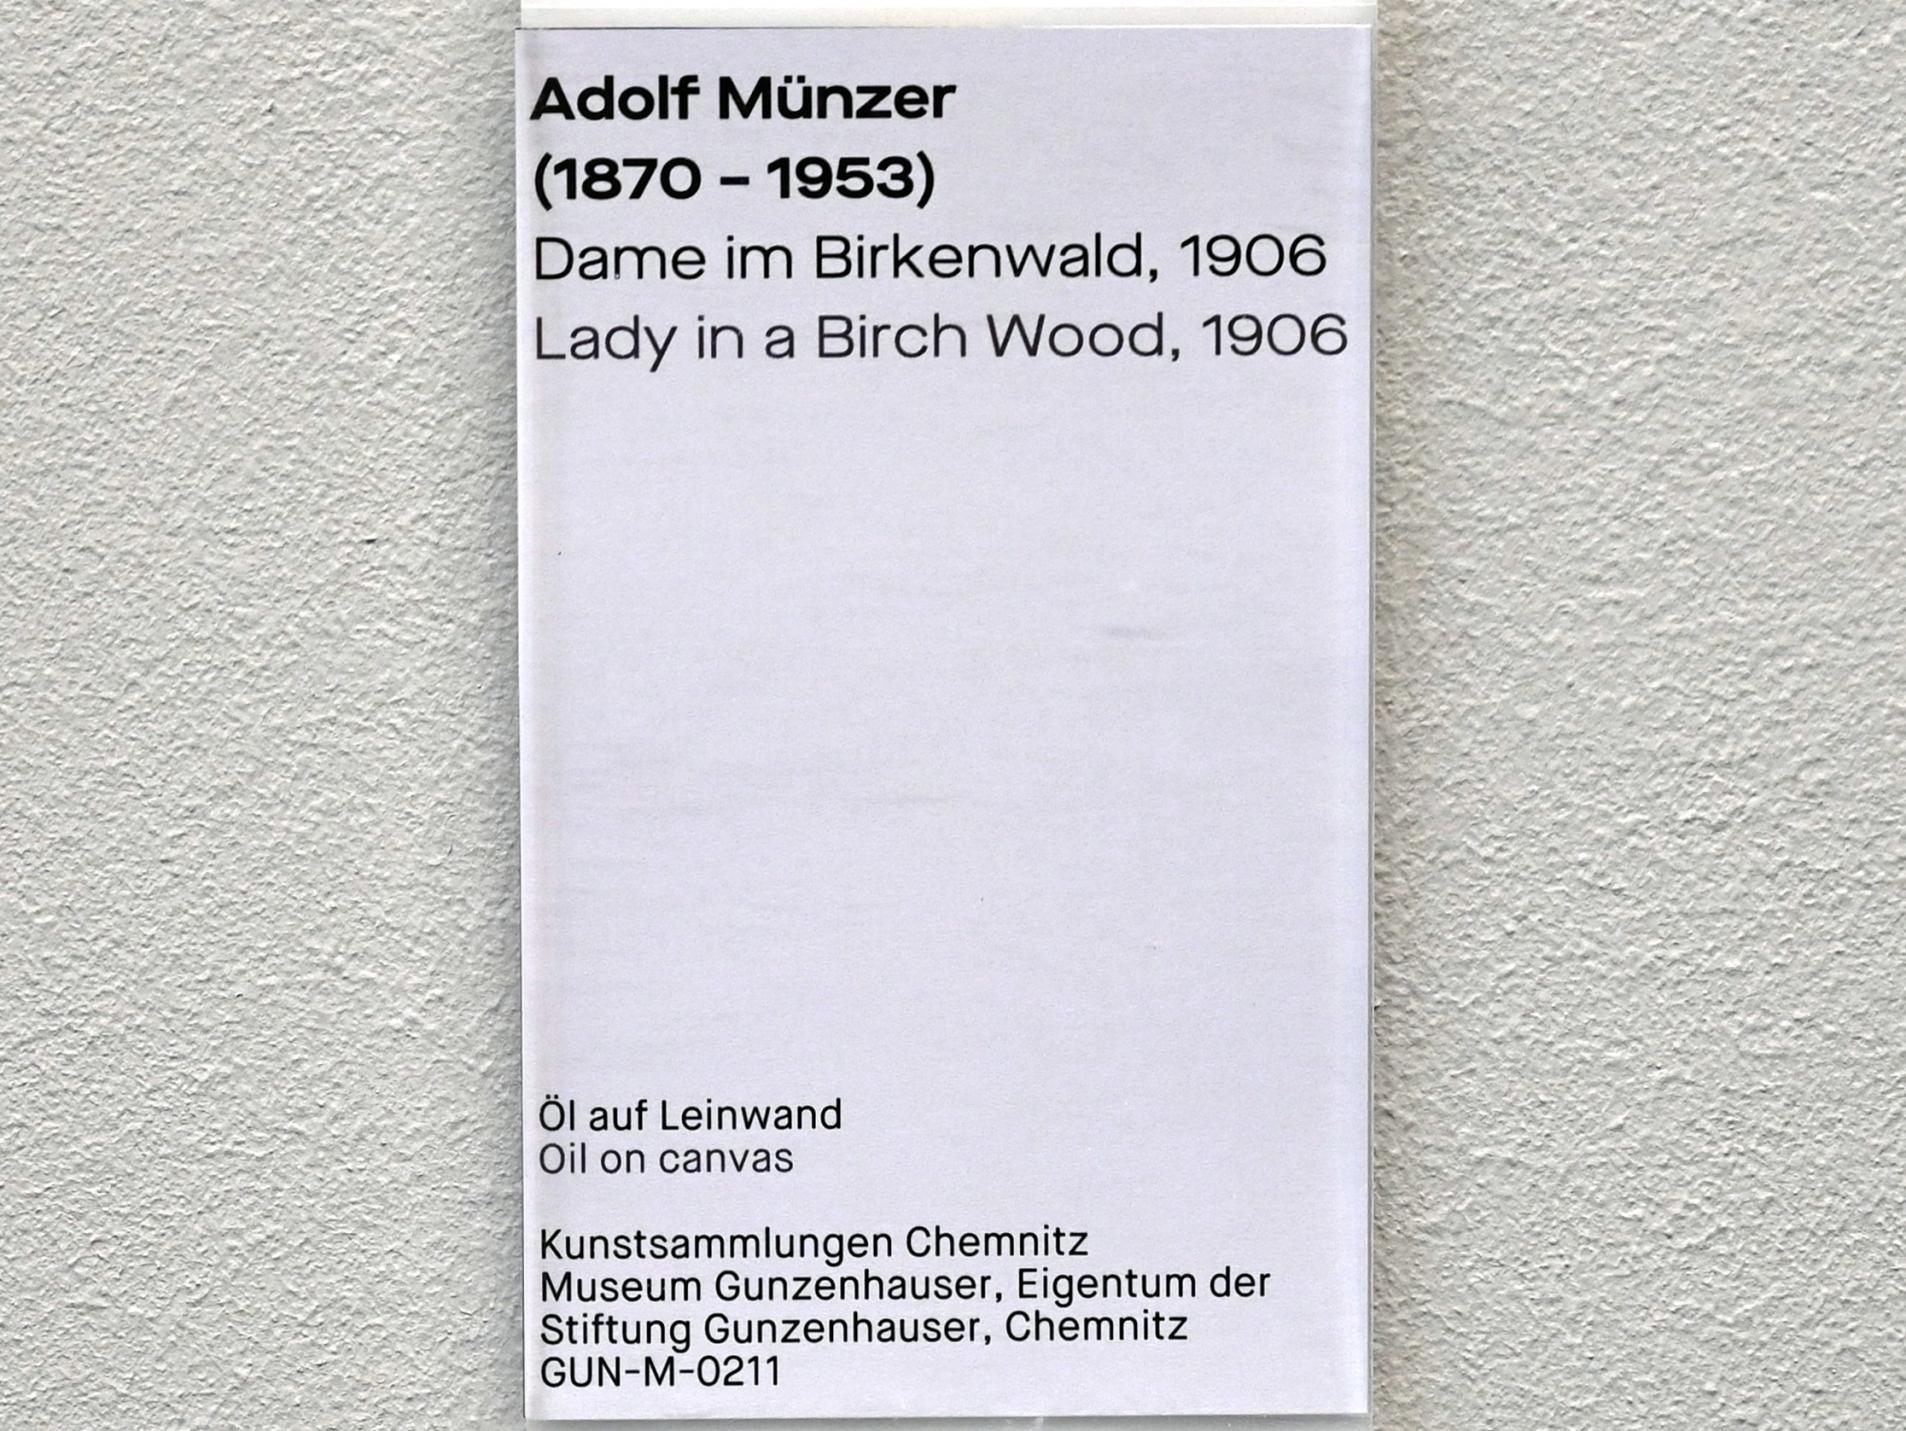 Adolf Münzer
(1870 – 1953)
Dame im Birkenwald, 1906
Lady in a Birch Wood, 1906
Öl auf Leinwand
Oil on canvas
Kunstsammlungen Chemnitz
Museum Gunzenhauser, Eigentum der
Stiftung Gunzenhauser, Chemnitz
GUN-M-0211